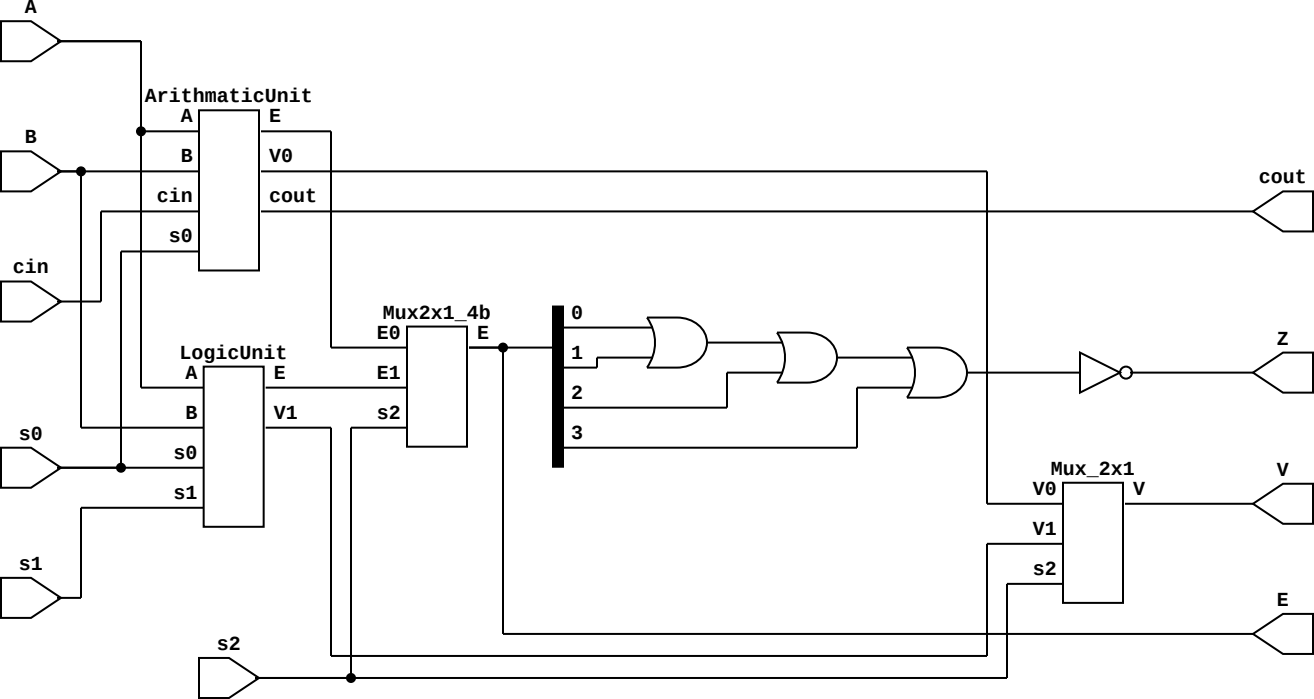 A
ArithmaticUnit
A E
B
B V0
cin cout
cout
s0
cin
Mux2x1_4b
0
E0 E
Z
LogicUnit
1
A E
E1
2
B V1
s2
s0
3
s0
Mux_2x1
V
s1
V0 V
V1
s1
s2
E
s2